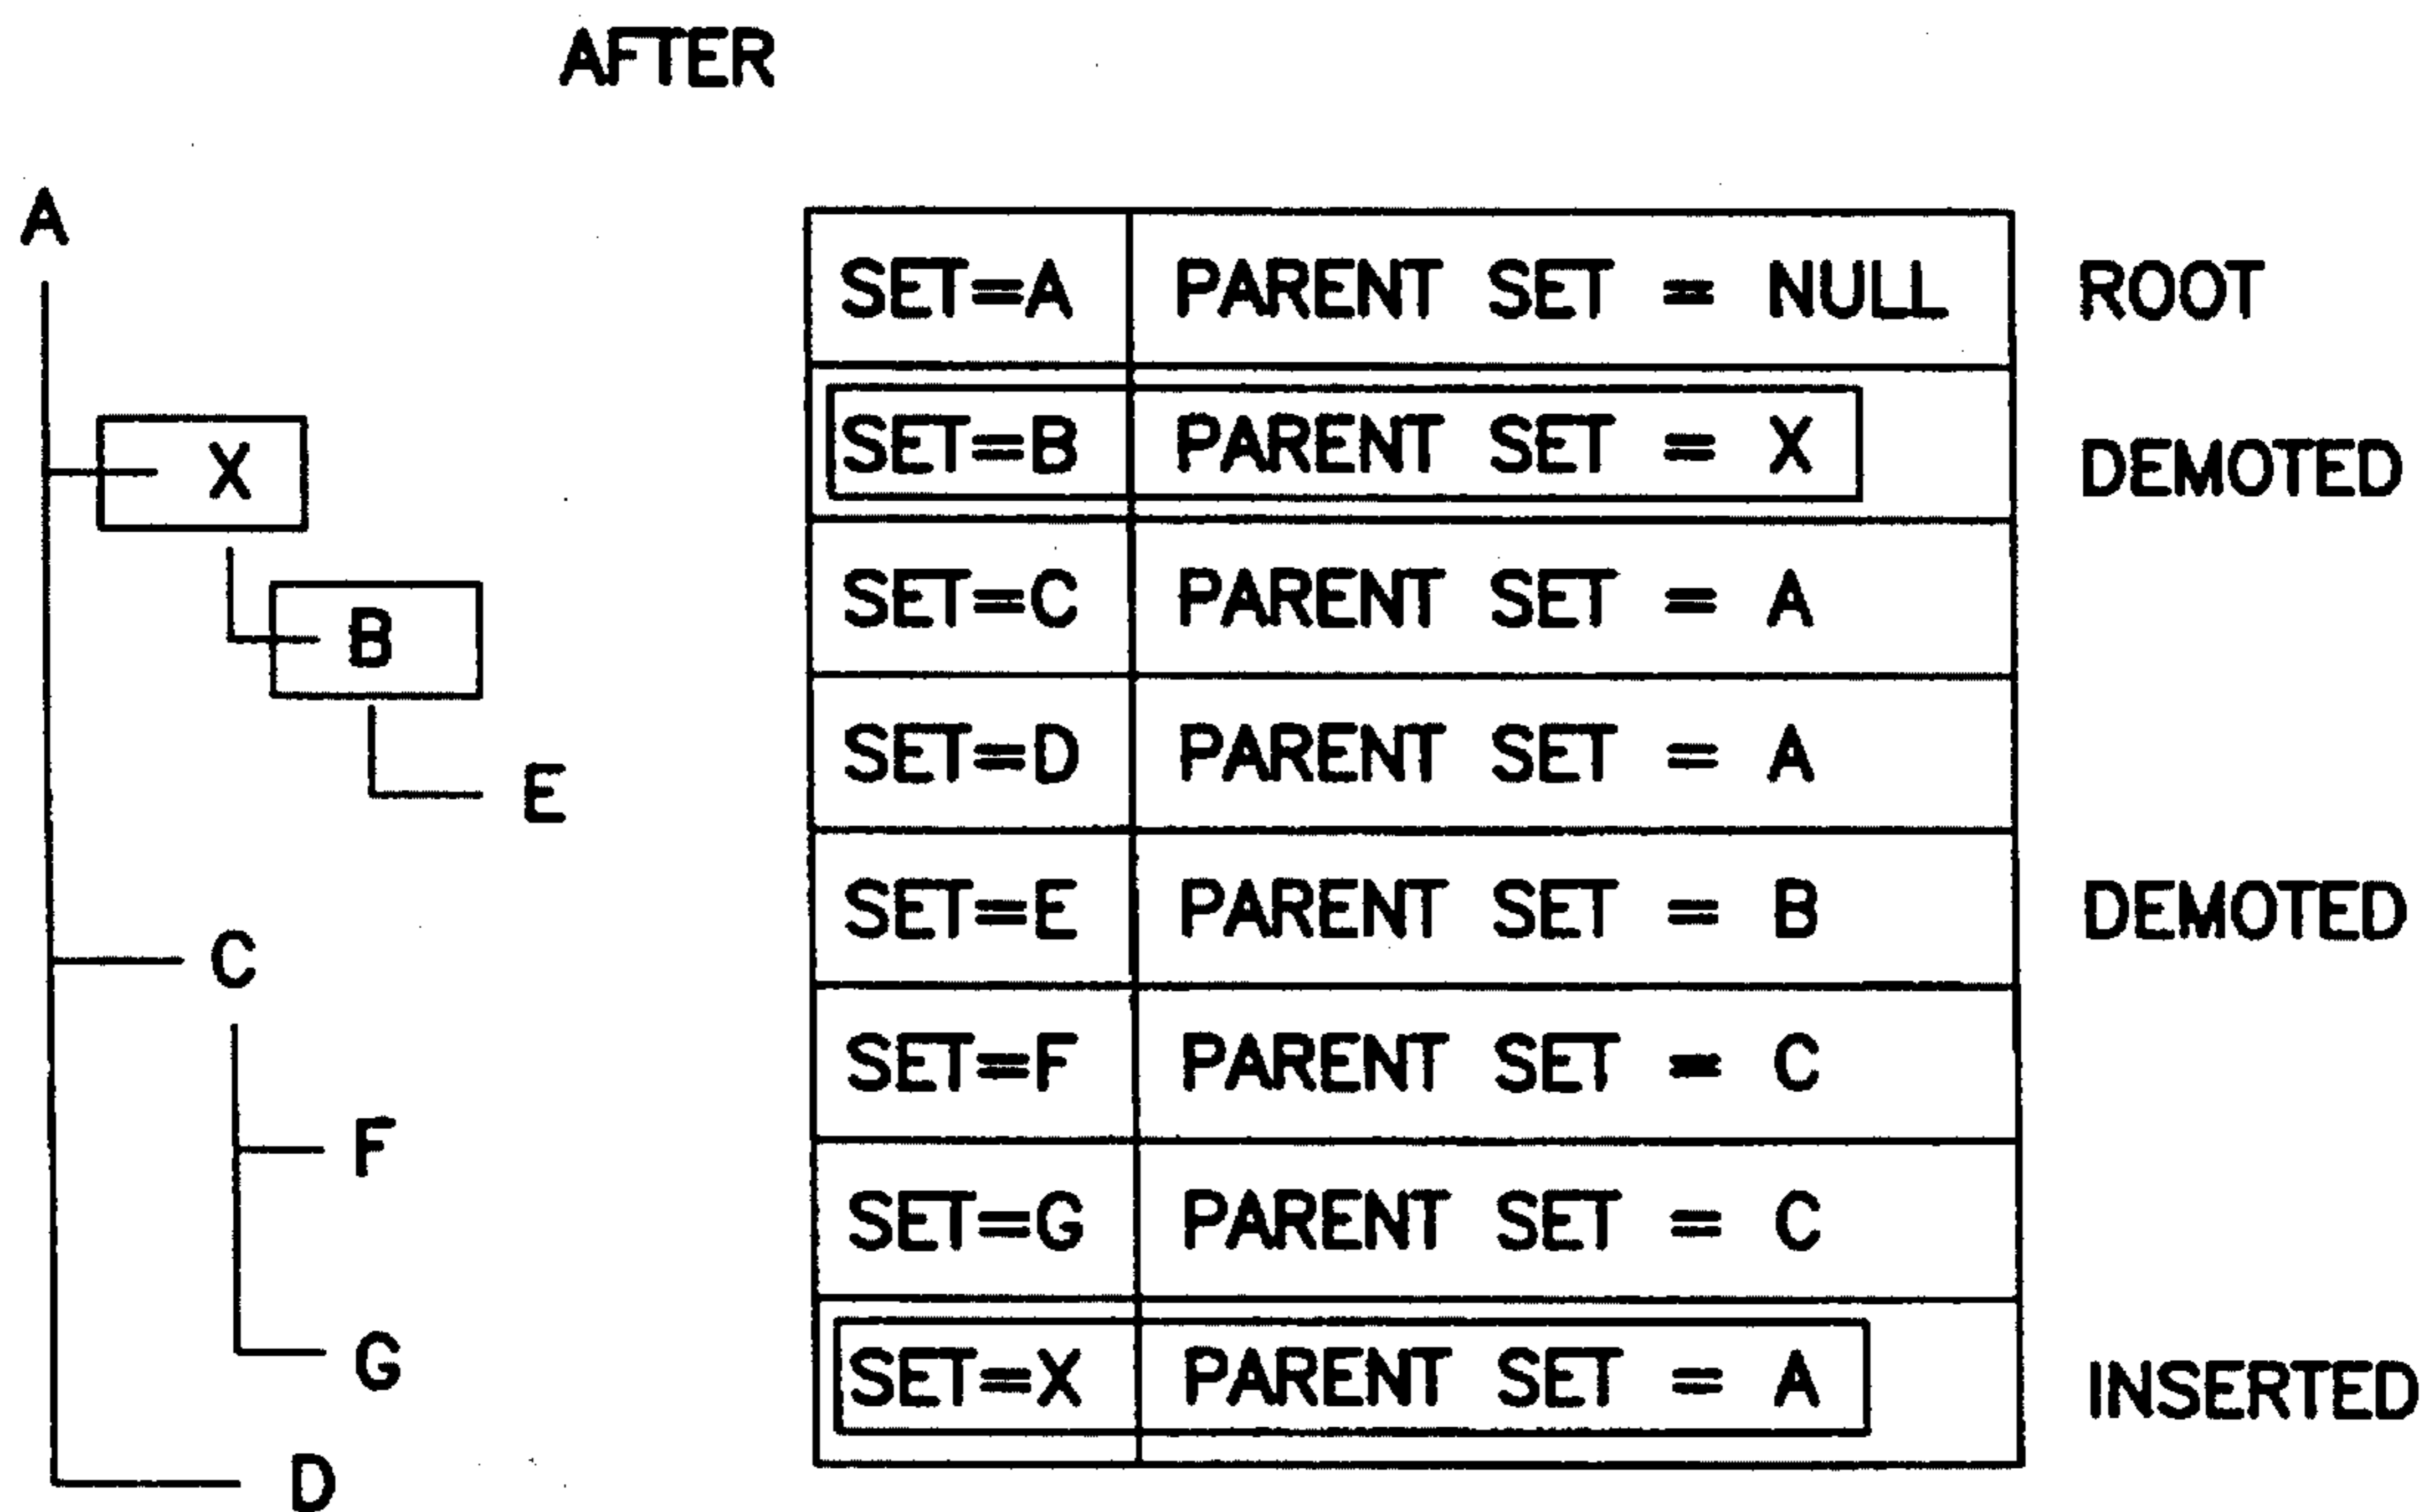 AFTER
A
X
B
E
C
F
G
D
SET=A PARENT SET = NULL ROOT
SET=B PARENT SET = X DEMOTED
SET=C PARENT SET = A
SET=D PARENT SET = A
SET=E PARENT SET = B DEMOTED
SET=F PARENT SET = C
SET=G PARENT SET = C
SET=X PARENT SET = A INSERTED